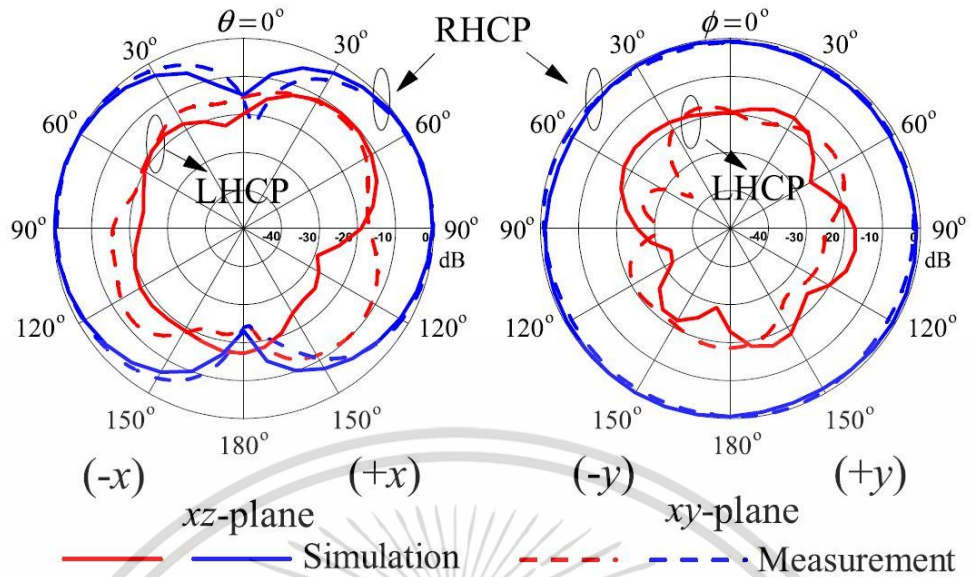 θ=0°
RHCP
ϕ=0°
30° 30° 30° 30°
60° 60° 60° 60°
LHCP LHCP
90° -40 -30 -20 -10 0 90° 90° -40 -30 -20 -10 0 90°
dB dB
120° 120° 120° 120°
150° 150° 150° 150°
180° 180°
(-x) (+x) (-y) (+y)
xz-plane xy-plane
Simulation Measurement